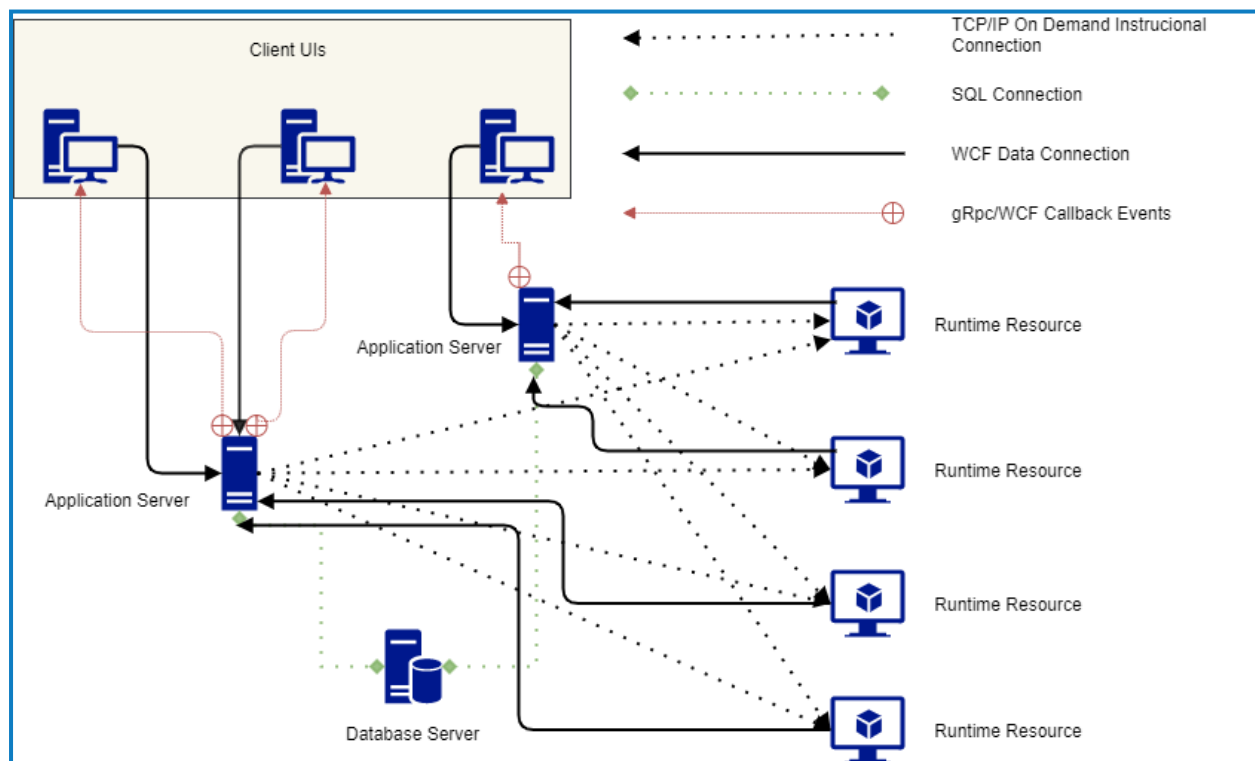 Client UIs
TCP/IP On Demand Instrucional
Connection
SQL Connection
WCF Data Connection
gRpc/WCF Callback Events
Runtime Resource
Application Server
Runtime Resource
Application Server
Runtime Resource
Database Server
Runtime Resource